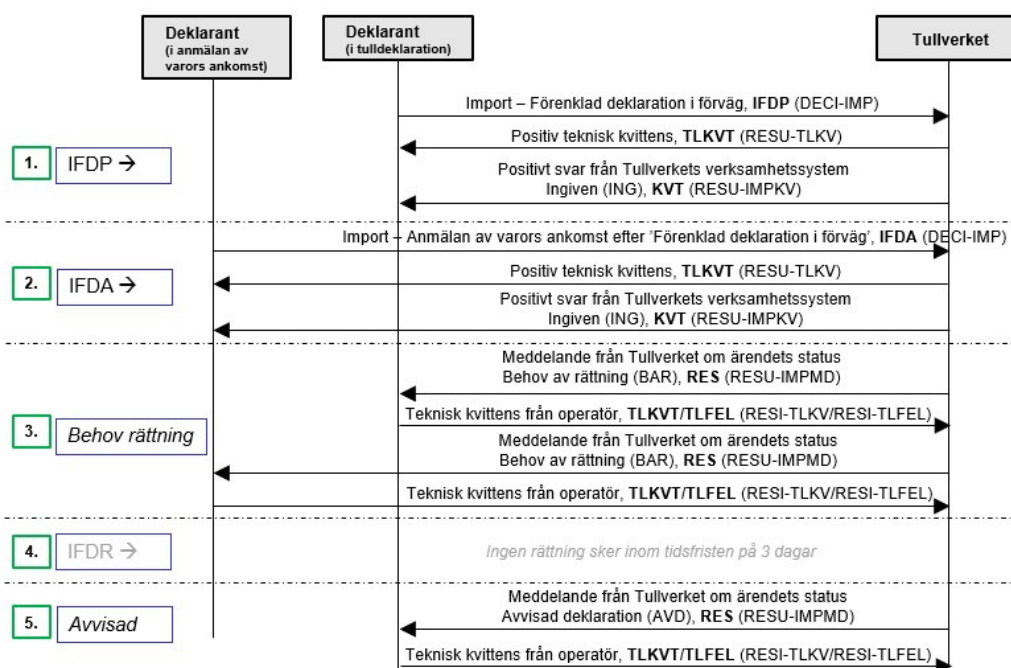 Deklarant
(i anmälan av
varors ankomst)
Deklarant
(i tulldeklaration)
Tullverket
Import – Förenklad deklaration i förväg, IFDP (DECI-IMP)
Positiv teknisk kvittens, TLKVT (RESU-TLKV)
1. IFDP →
Positivt svar från Tullverkets verksamhetssystem
Ingiven (ING), KVT (RESU-IMPKV)
Import – Anmälan av varors ankomst efter 'Förenklad deklaration i förväg', IFDA (DECI-IMP)
Positiv teknisk kvittens, TLKVT (RESU-TLKV)
2. IFDA →
Positivt svar från Tullverkets verksamhetssystem
Ingiven (ING), KVT (RESU-IMPKV)
Meddelande från Tullverket om ärendets status
Behov av rättning (BAR), RES (RESU-IMPMD)
Teknisk kvittens från operatör, TLKVT/TLFEL (RESI-TLKV/RESI-TLFEL)
3. Behov rättning
Meddelande från Tullverket om ärendets status
Behov av rättning (BAR), RES (RESU-IMPMD)
Teknisk kvittens från operatör, TLKVT/TLFEL (RESI-TLKV/RESI-TLFEL)
4. IFDR →
Ingen rättning sker inom tidsfristen på 3 dagar
Meddelande från Tullverket om ärendets status
Avvisad deklaration (AVD), RES (RESU-IMPMD)
5. Avvisad
Teknisk kvittens från operatör, TLKVT/TLFEL (RESI-TLKV/RESI-TLFEL)